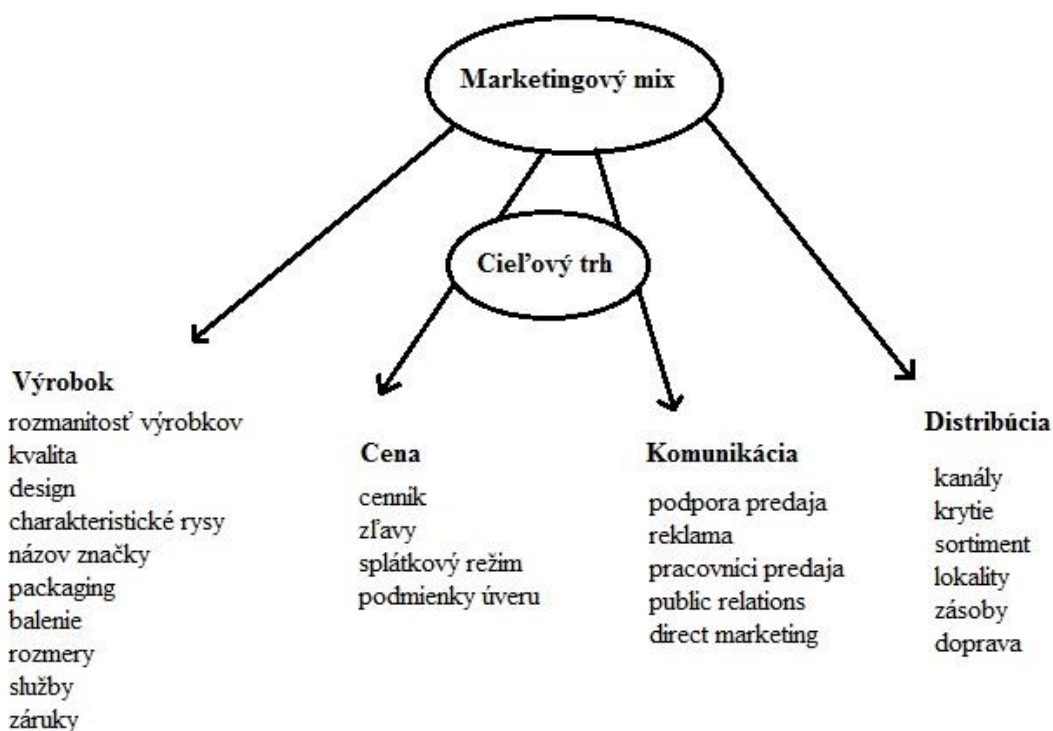 Marketingový mix
Cieľový trh
Výrobok
rozmanitosť výrobkov
kvalita
design
charakteristické rysy
názov značky
packaging
balenie
rozmery
služby
záruky
Cena
cenník
zľavy
splátkový režim
podmienky úveru
Komunikácia
podpora predaja
reklama
pracovnici predaja
public relations
direct marketing
Distribúcia
kanály
krytie
sortiment
lokality
zásoby
doprava